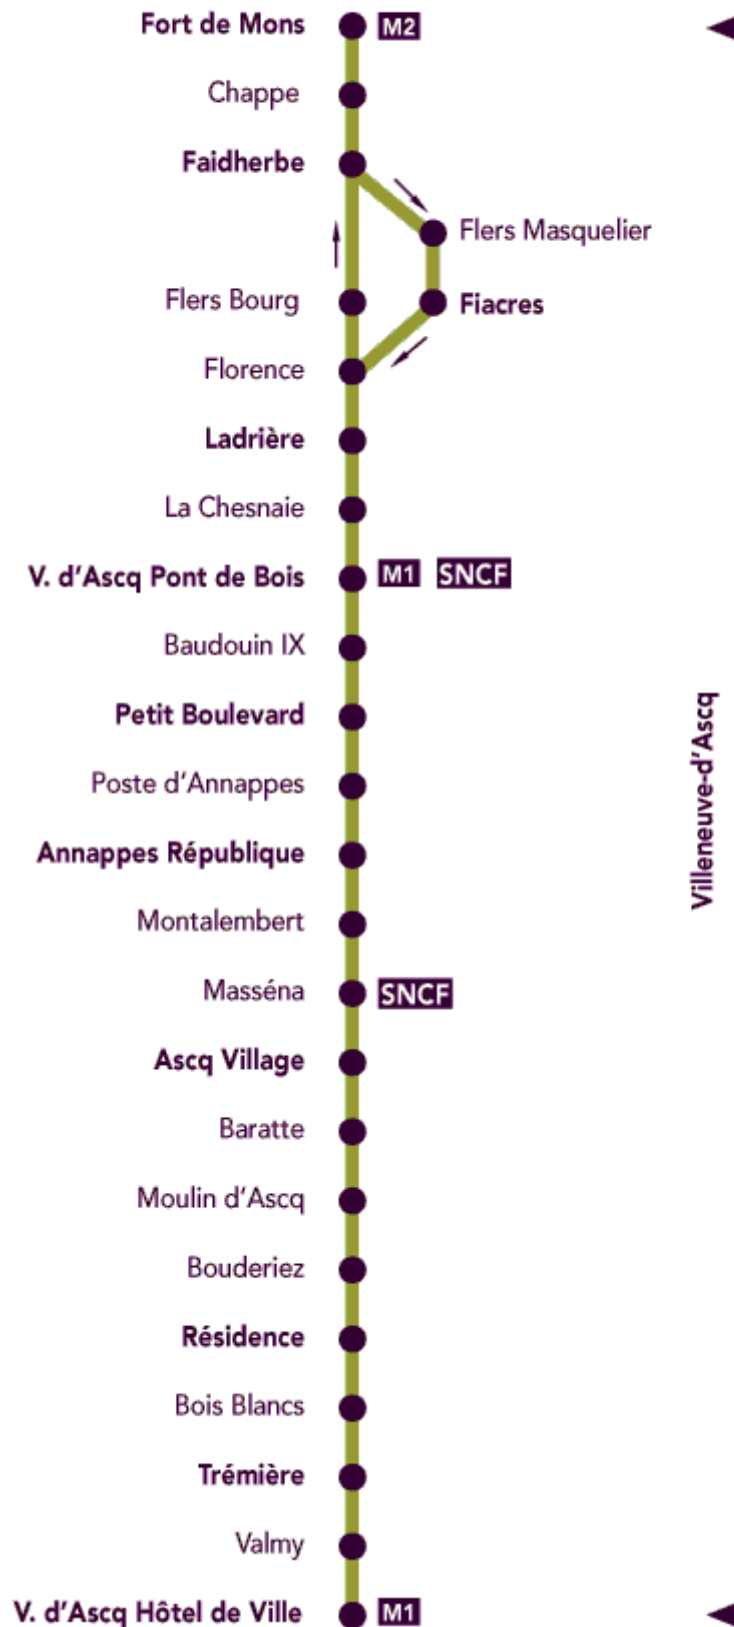 Fort de Mons M2
Chappe
Faidherbe
Flers Masquelier
Flers Bourg
Fiacres
Florence
Ladrière
La Chesnaie
V. d'Ascq Pont de Bois M1 SNCF
Baudouin IX
Petit Boulevard
Poste d'Annappes
Villeneuve-d'Ascq
Annappes République
Montalembert
Masséna SNCF
Ascq Village
Baratte
Moulin d'Ascq
Bouderiez
Résidence
Bois Blancs
Trémière
Valmy
V. d'Ascq Hôtel de Ville M1